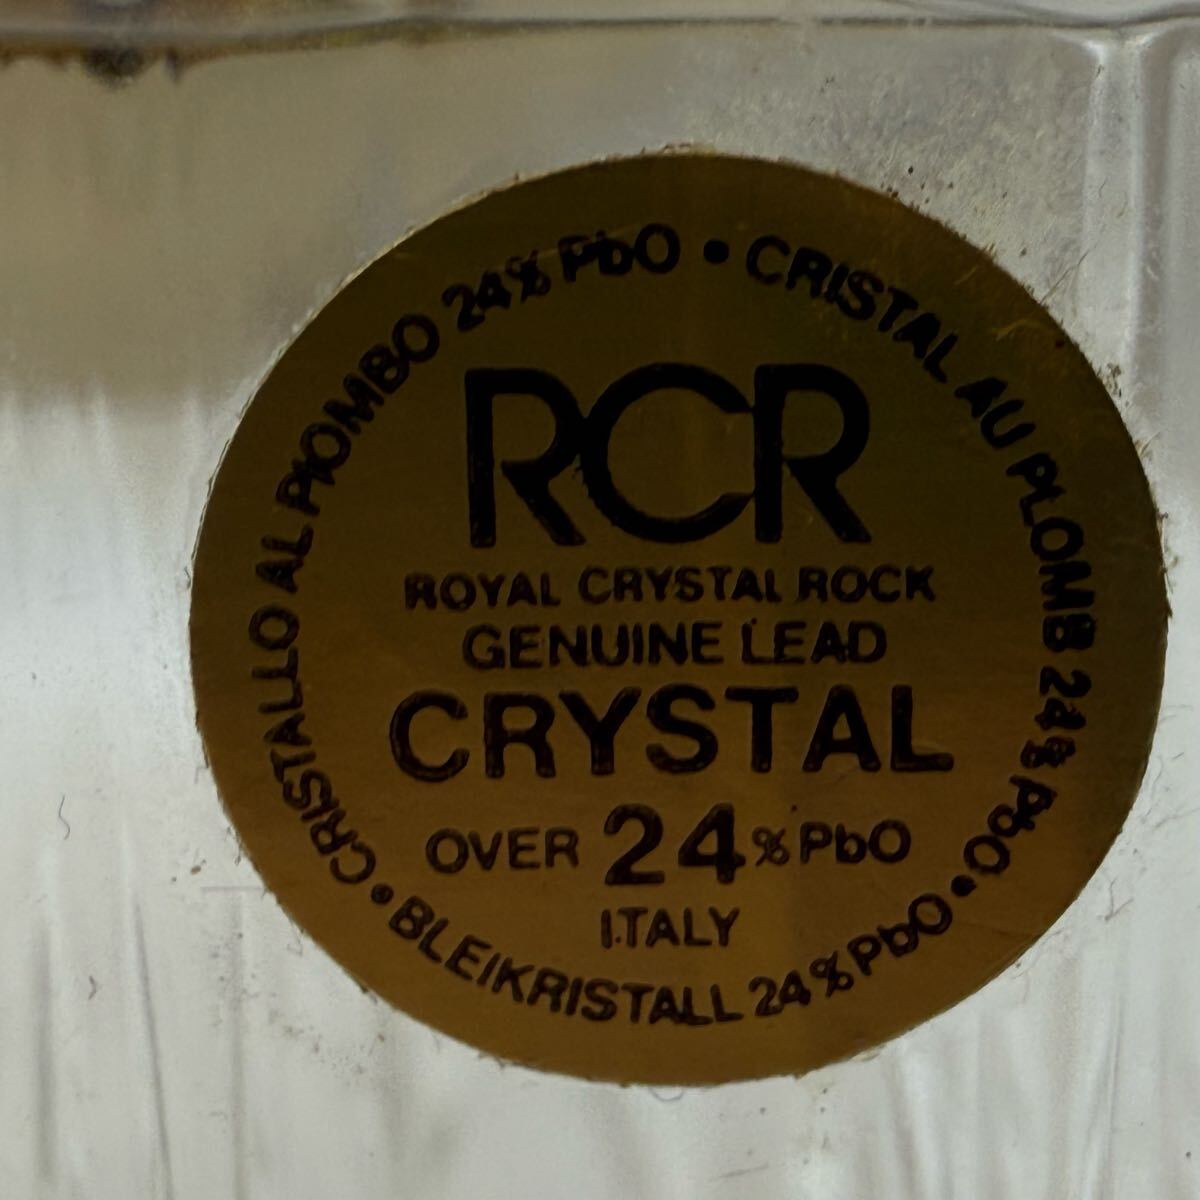 RCR
ROYAL CRYSTAL ROCK
GENUINE LEAD
CRYSTAL
OVER 24% PbO
ITALY
CRISTALLO AL PIOMBO 24% PbO • CRISTAL AU PLOMB 24% PbO • BLEIKRISTALL 24% PbO •